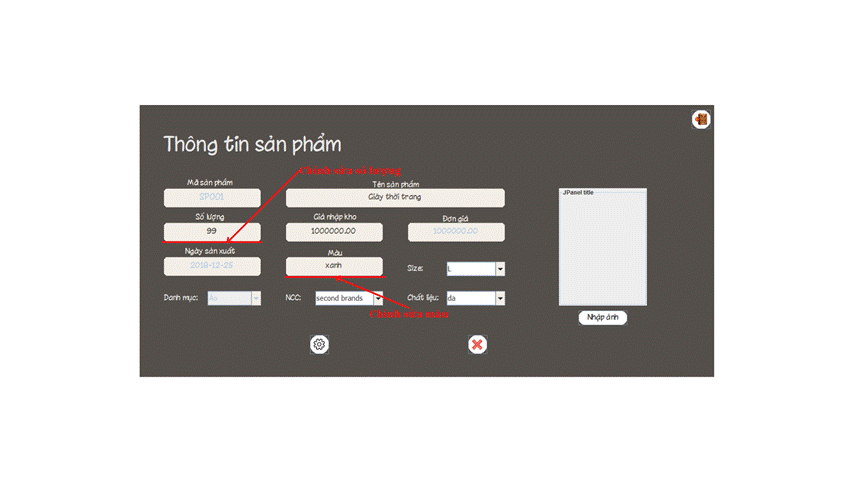 Thông tin sản phẩm
Chỉnh sửa số lượng
Mã sản phẩm
Tên sản phẩm
SP001
Giày thời trang
JPanel title
Số lượng
Giá nhập kho
Đơn giá
99
1000000.00
1000000.00
Ngày sản xuất
Màu
2018-12-25
xanh
Size:
L
Danh mục:
Áo
NCC:
second brands
Chất liệu:
da
Chỉnh sửa màu
Nhập ảnh